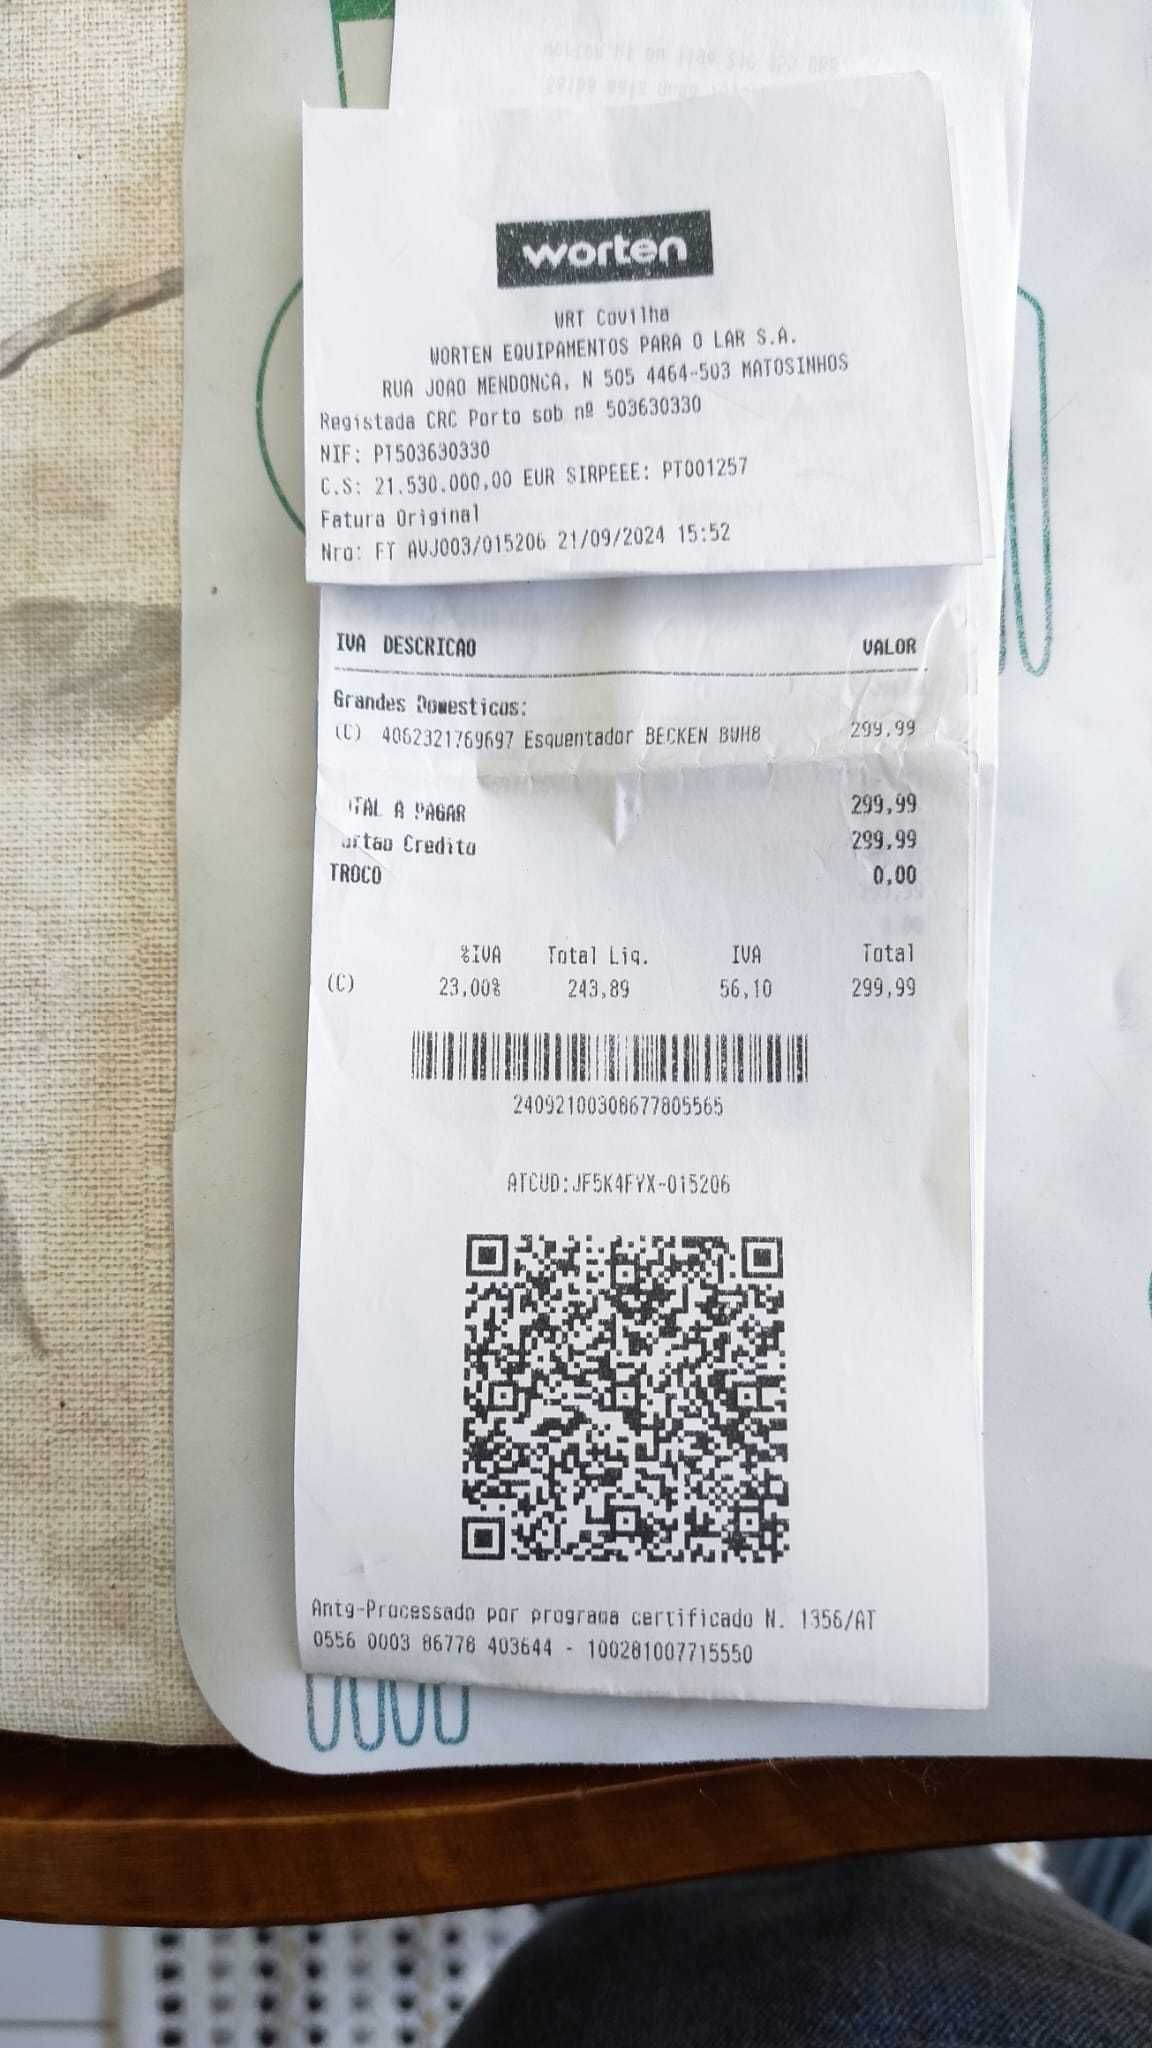 worten
WRT Covilha
WORTEN EQUIPAMENTOS PARA O LAR S.A.
RUA JOAO MENDONCA, N 505 4464-503 MATOSINHOS
Registada CRC Porto sob nº 503630330
NIF: PT503630330
C.S: 21.530.000,00 EUR SIRPEEE: PT001257
Fatura Original
Nro: FT AVJ003/015206 21/09/2024 15:52
IVA DESCRICAO VALOR
Grandes Domesticos:
(C) 4062321769697 Esquentador BECKEN BWH8 299,99
TAL A PAGAR 299,99
rtao Credito 299,99
TROCO 0,00
%IVA Total Liq. IVA Total
(C) 23,00% 243,89 56,10 299,99
24092100308677805565
ATCUD:JF5K4FYX-015206
Antg-Processado por programa certificado N. 1356/AT
0556 0003 86778 403644 - 100281007715550